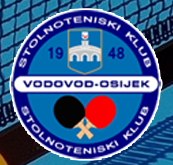 STOLNOTENISKI KLUB
19 48
VODOVOD-OSIJEK
STOLNOTENISKI KLUB